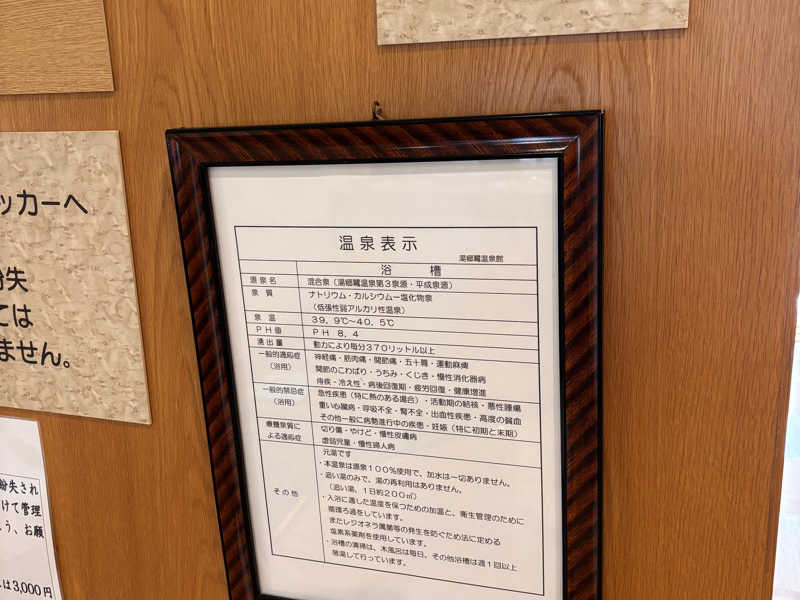 ッカーへ
紛失
ては
ません。
紛失され
けて管理
よう、お願
は3,000円
温泉表示
湯郷鷺温泉館
浴槽
源泉名 混合泉（湯郷鷺温泉第3泉源・平成泉源）
泉質 ナトリウム・カルシウム－塩化物泉
（低張性弱アルカリ性温泉）
泉温 39．9℃～40．5℃
PH値 PH 8．4
湧出量 動力により毎分370リットル以上
一般的適応症 神経痛・筋肉痛・関節痛・五十肩・運動麻痺
（浴用） 関節のこわばり・うちみ・くじき・慢性消化器病
痔疾・冷え性・病後回復期・疲労回復・健康増進
一般的禁忌症 急性疾患（特に熱のある場合）・活動期の結核・悪性腫瘍
（浴用） 重い心臓病・呼吸不全・腎不全・出血性疾患・高度の貧血
その他一般に病勢進行中の疾患・妊娠（特に初期と末期）
療養泉質に 切り傷・やけど・慢性皮膚病
よる適応症 虚弱児童・慢性婦人病
元湯です
・本温泉は源泉100％使用で、加水は一切ありません。
・追い湯のみで、湯の再利用はありません。
（追い湯、1日約200㎥）
その他 ・入浴に適した温度を保つための加温と、衛生管理のために
循環ろ過をしています。
またレジオネラ属菌等の発生を防ぐため法に定める
塩素系薬剤を使用しています。
・浴槽の清掃は、木風呂は毎日、その他浴槽は週1回以上
落湯して行っています。